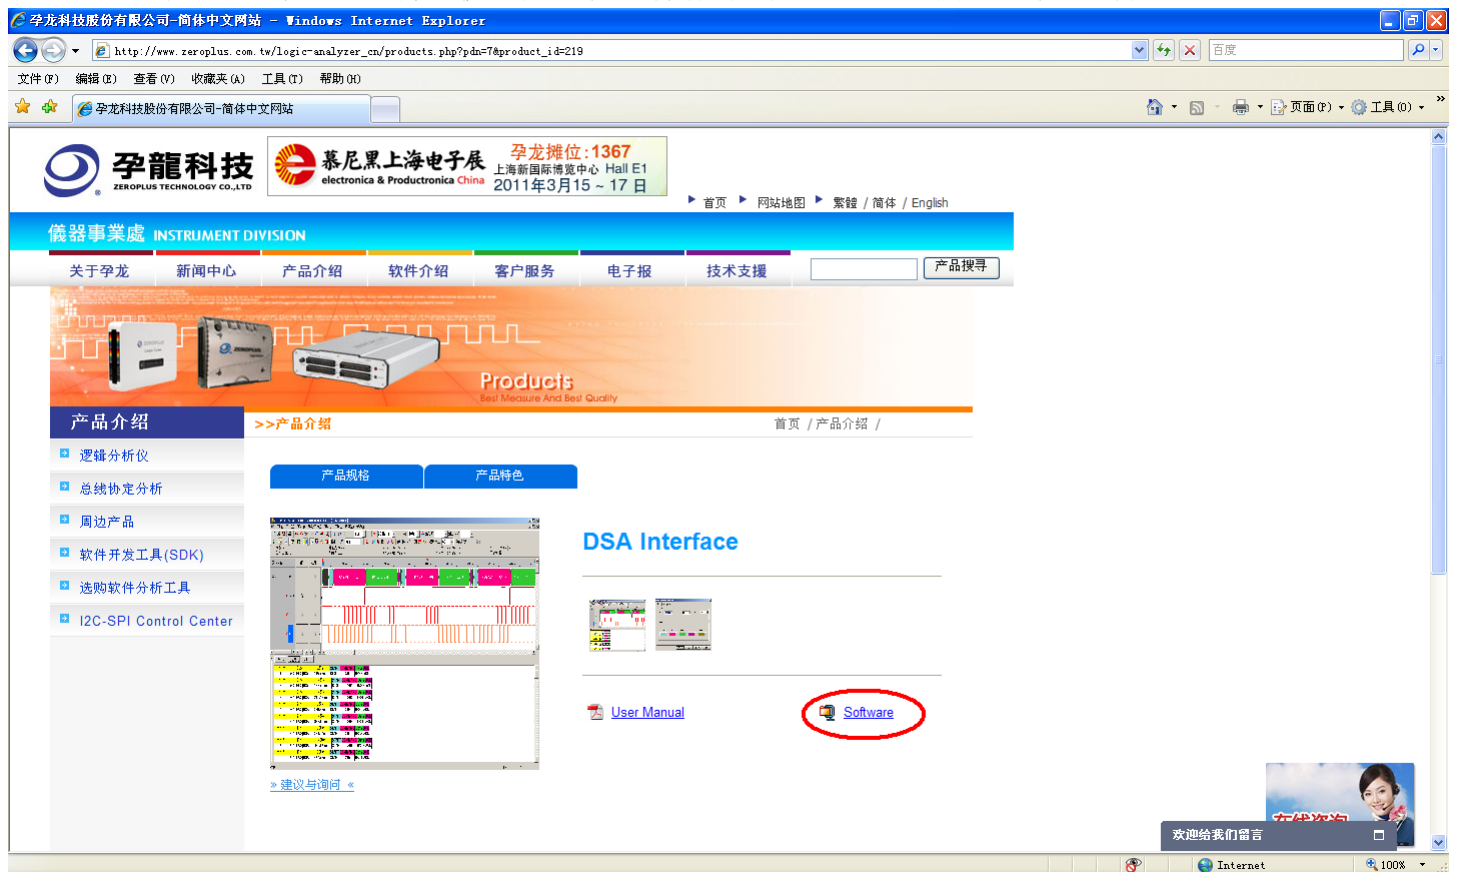 孕龙科技股份有限公司-简体中文网站 - Windows Internet Explorer
http://www.zeroplus.com.tw/logic-analyzer_cn/products.php?pdn=7&product_id=219
百度
文件(F) 编辑(E) 查看(V) 收藏夹(A) 工具(T) 帮助(H)
孕龙科技股份有限公司-简体中文网站
页面(P) 工具(O)
孕龍科技
ZEROPLUS TECHNOLOGY CO.,LTD
慕尼黑上海电子展
electronica & Productronica China
孕龙摊位:1367
上海新国际博览中心 Hall E1
2011年3月15 ~ 17 日
首页 网站地图 繁體 / 简体 / English
儀器事業處 INSTRUMENT DIVISION
关于孕龙 新闻中心 产品介绍 软件介绍 客户服务 电子报 技术支援 产品搜寻
Products
Best Measure And Best Quality
产品介绍
>>产品介绍
首页 / 产品介绍 /
逻辑分析仪
总线协定分析
周边产品
软件开发工具(SDK)
选购软件分析工具
I2C-SPI Control Center
产品规格 产品特色
DSA Interface
User Manual
Software
» 建议与询问 «
在线咨询
欢迎给我们留言
Internet
100%